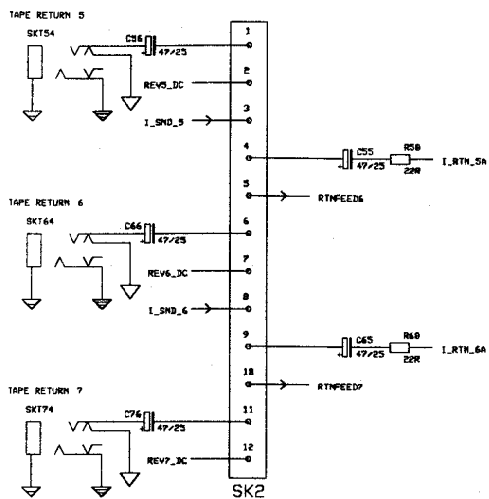 TAPE RETURN 5
SKT54
C56
47/25
1
2
REV5_DC
3
I_SND_5
4
C55
47/25
R50
22R
I_RTN_5A
5
RTNFEED6
TAPE RETURN 6
SKT64
C66
47/25
6
7
REV6_DC
8
I_SND_6
9
C65
47/25
R60
22R
I_RTN_6A
10
RTNFEED7
TAPE RETURN 7
SKT74
C76
47/25
11
12
REV7_DC
SK2